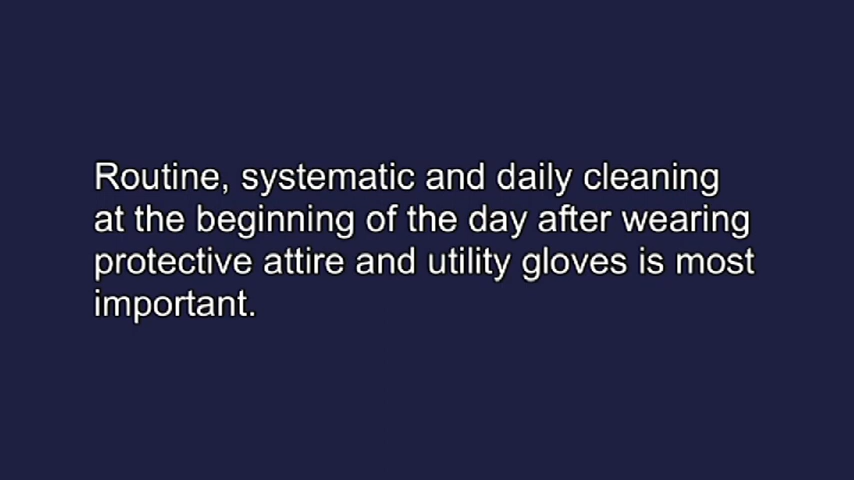 Routine, systematic and daily cleaning
at the beginning of the day after wearing
protective attire and utility gloves is most
important.